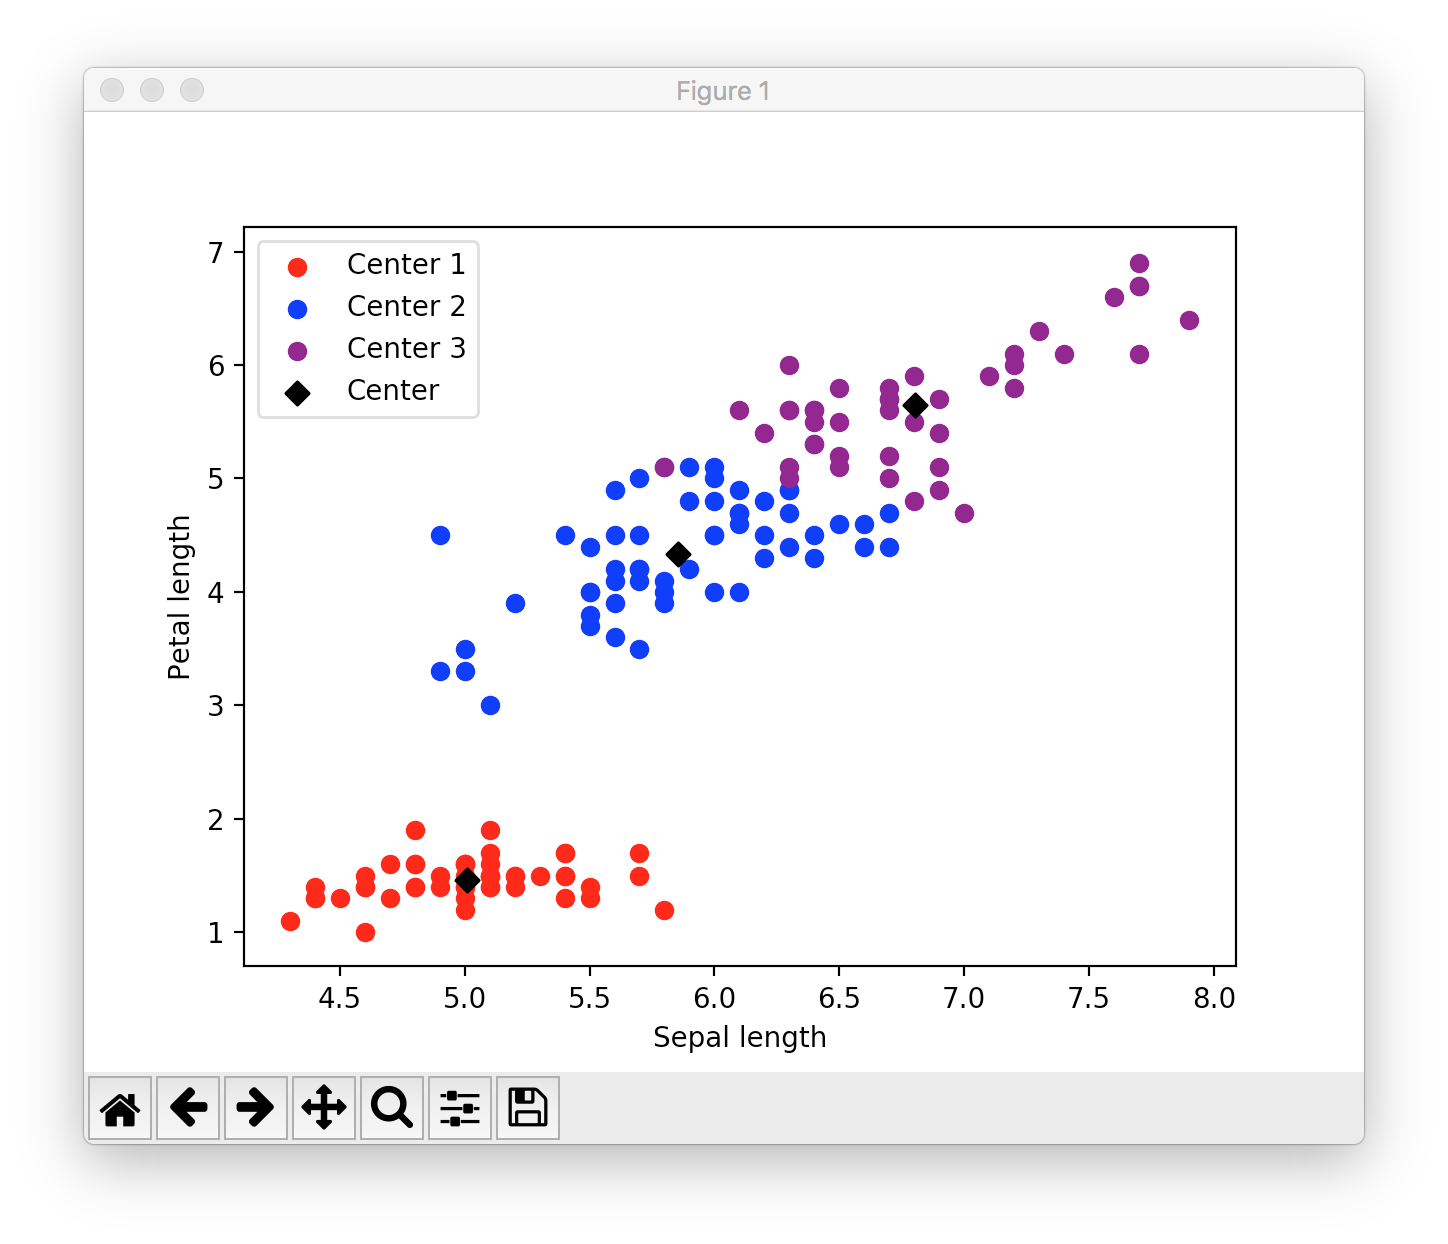 Figure 1
Center 1
Center 2
Center 3
Center
7
6
5
4
3
2
1
Petal length
4.5 5.0 5.5 6.0 6.5 7.0 7.5 8.0
Sepal length